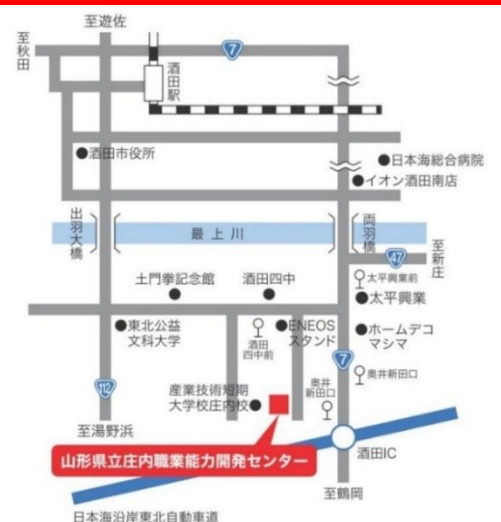 至遊佐
至秋田
7
酒田駅
酒田市役所
日本海総合病院
イオン酒田南店
出羽大橋
最上川
両羽橋
至新庄
47
土門拳記念館
酒田四中
太平興業前
太平興業
東北公益
文科大学
酒田
四中前
ENEOS
スタンド
ホームデコ
マシマ
7
112
産業技術短期
大学校庄内校
奥井
新田口
奥井新田口
至湯野浜
山形県立庄内職業能力開発センター
酒田IC
至鶴岡
日本海沿岸東北自動車道